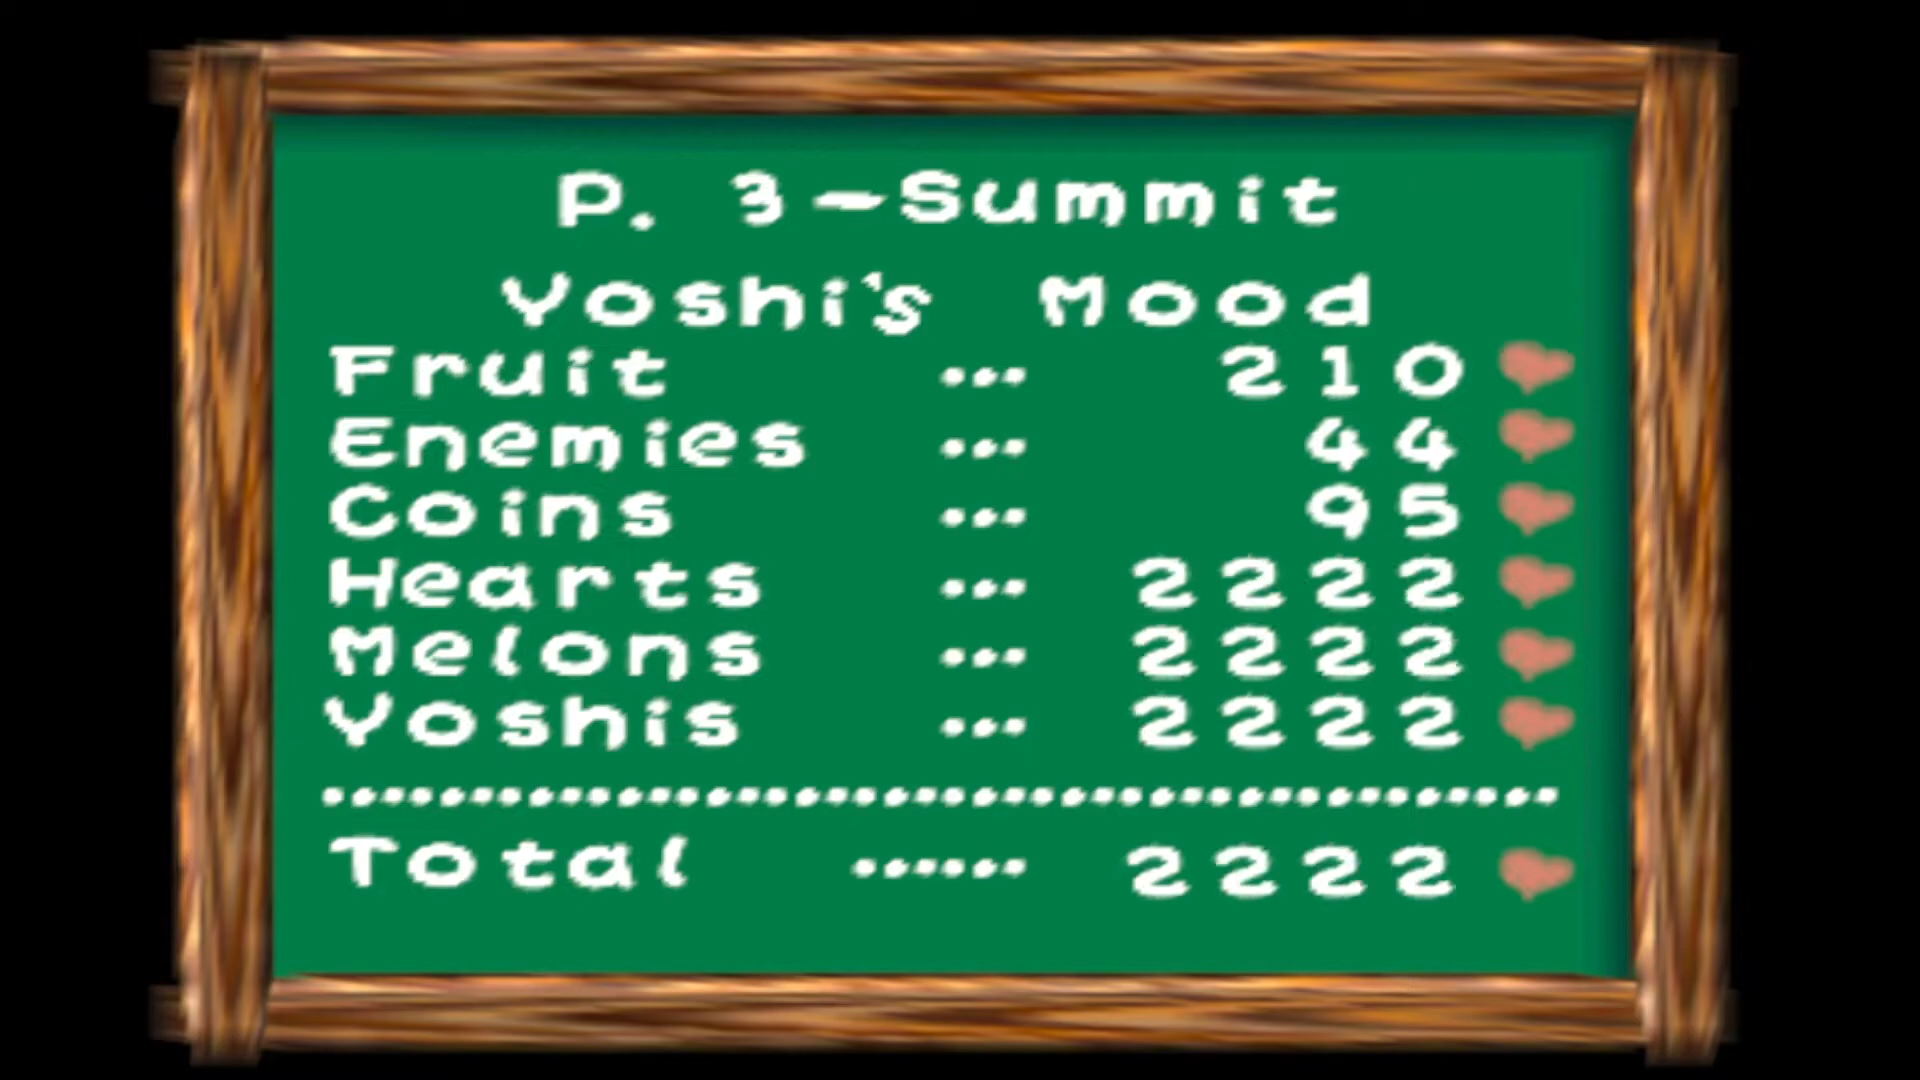 P. 3-Summit
Yoshi's Mood
Fruit ... 210
Enemies ... 44
Coins ... 95
Hearts ... 2222
Melons ... 2222
Yoshis ... 2222
Total ...... 2222